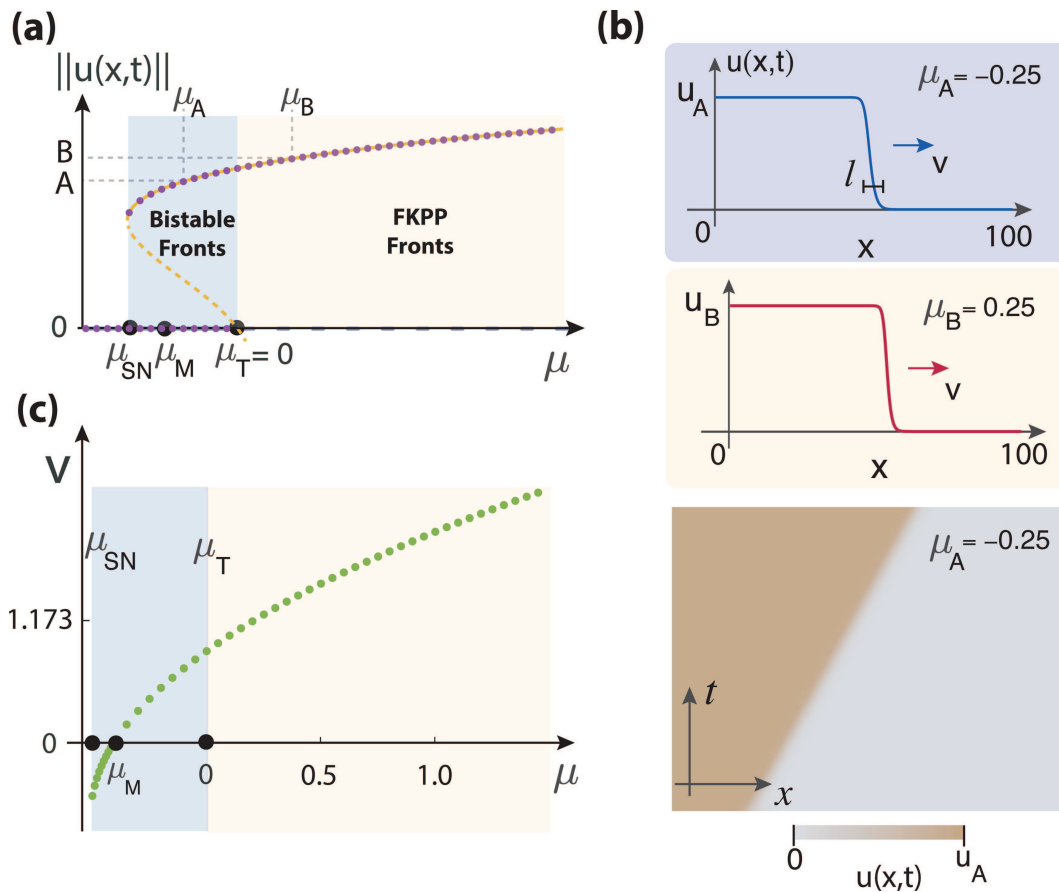 (a)
||u(x,t)||
μA
μB
B
A
Bistable
Fronts
FKPP
Fronts
0
μSN
μM
μT = 0
μ
(b)
u(x,t)
μA = −0.25
uA
l
v
0
x
100
uB
μB = 0.25
v
0
x
100
μA = −0.25
t
x
0
u(x,t)
uA
(c)
V
μSN
μT
1.173
0
μM
0
0.5
1.0
μ